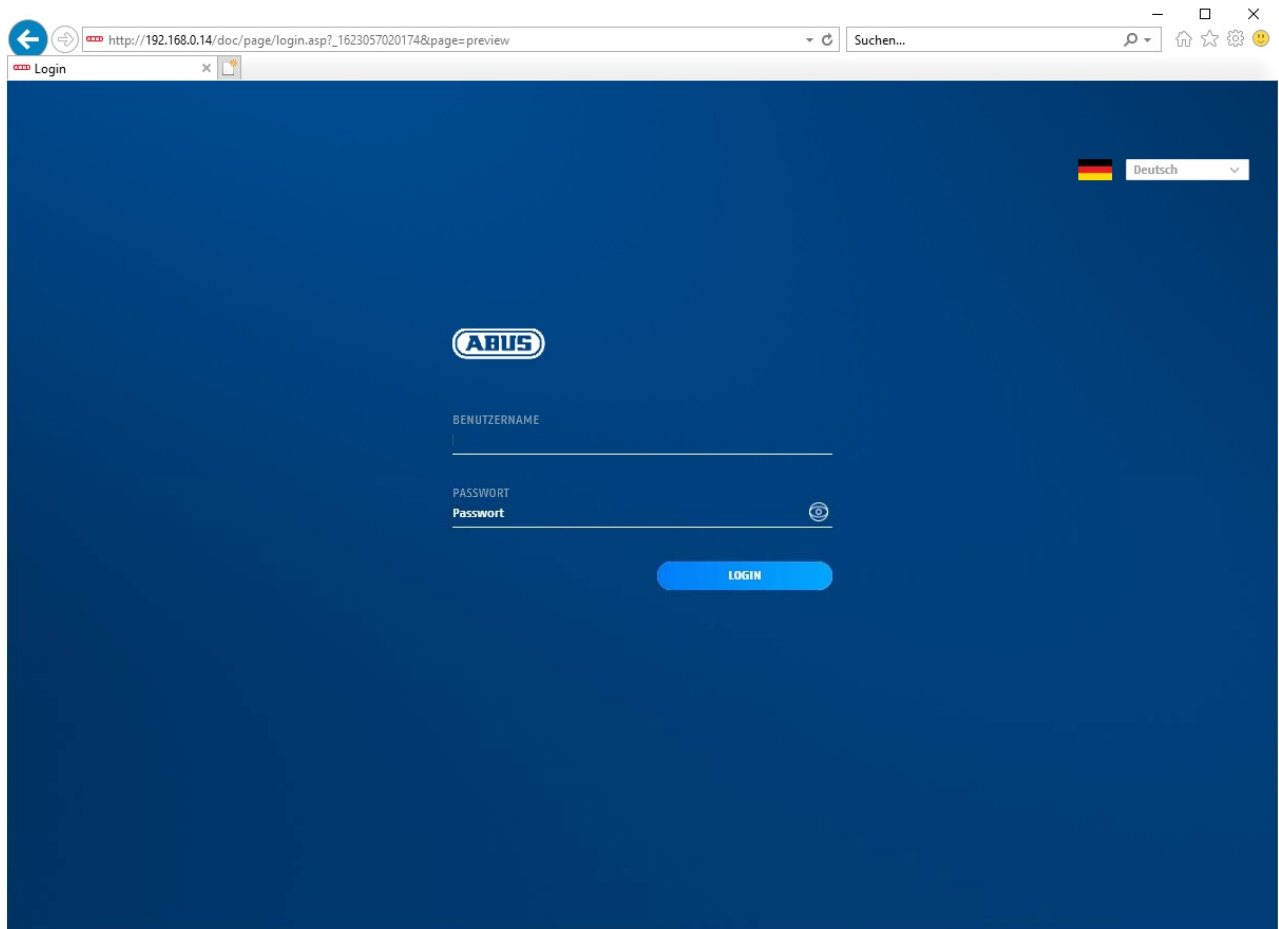 http://192.168.0.14/doc/page/login.asp?_1623057020174&page=preview
Suchen...
Login
Deutsch
ABUS
BENUTZERNAME
PASSWORT
Passwort
LOGIN